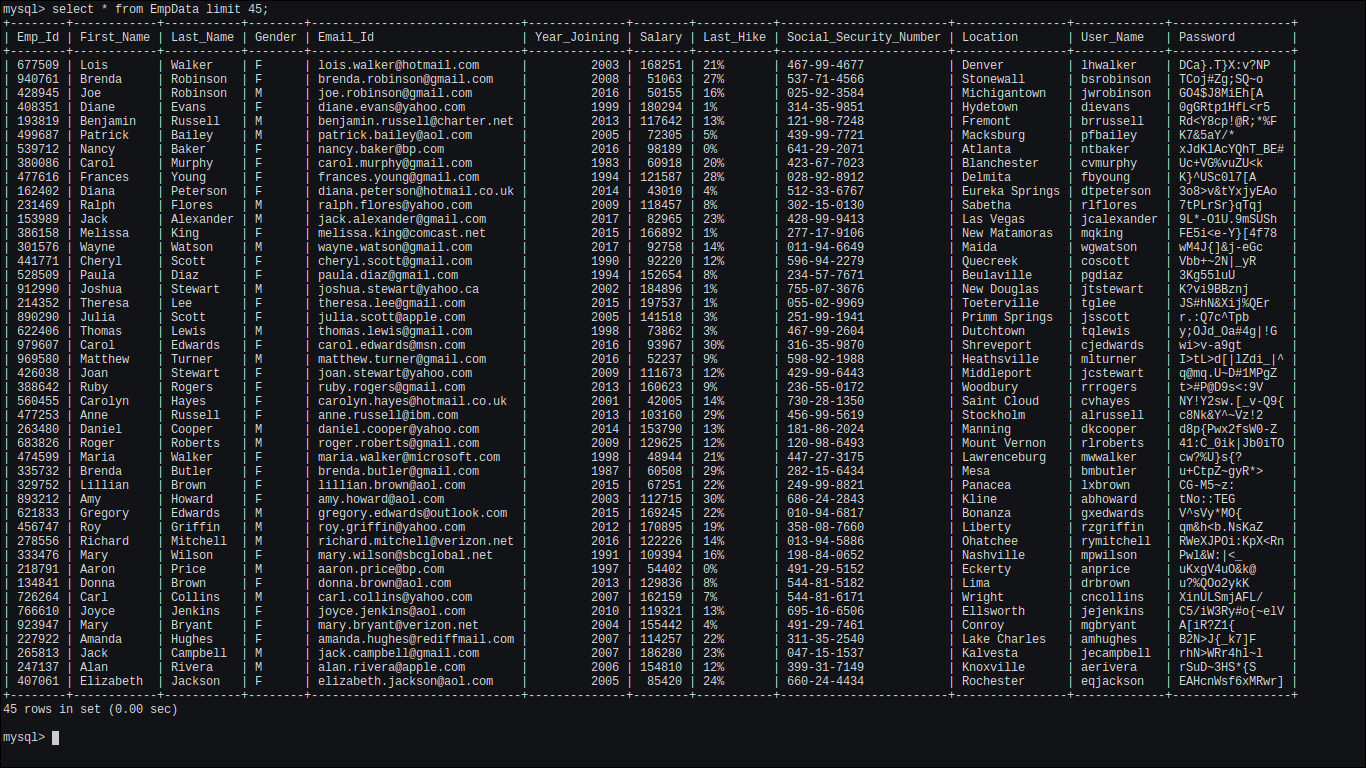 mysql> select * from EmpData limit 45;
+--------+------------+-----------+--------+------------------------------+--------------+--------+-----------+------------------------+----------------+-------------+-----------------+
| Emp_Id | First_Name | Last_Name | Gender | Email_Id | Year_Joining | Salary | Last_Hike | Social_Security_Number | Location | User_Name | Password |
+--------+------------+-----------+--------+------------------------------+--------------+--------+-----------+------------------------+----------------+-------------+-----------------+
| 677509 | Lois | Walker | F | lois.walker@hotmail.com | 2003 | 168251 | 21% | 467-99-4677 | Denver | lhwalker | DCa}.T}X:v?NP |
| 940761 | Brenda | Robinson | F | brenda.robinson@gmail.com | 2008 | 51063 | 27% | 537-71-4566 | Stonewall | bsrobinson | TCoj#Zg;SQ~o |
| 428945 | Joe | Robinson | M | joe.robinson@gmail.com | 2016 | 50155 | 16% | 025-92-3584 | Michigantown | jwrobinson | GO4$J8MiEh[A |
| 408351 | Diane | Evans | F | diane.evans@yahoo.com | 1999 | 180294 | 1% | 314-35-9851 | Hydetown | dievans | 0gGRtp1HfL<r5 |
| 193819 | Benjamin | Russell | M | benjamin.russell@charter.net | 2013 | 117642 | 13% | 121-98-7248 | Fremont | brrussell | Rd<Y8cp!@R;*%F |
| 499687 | Patrick | Bailey | M | patrick.bailey@aol.com | 2005 | 72305 | 5% | 439-99-7721 | Macksburg | pfbailey | K7&5aY/* |
| 539712 | Nancy | Baker | F | nancy.baker@bp.com | 2016 | 98189 | 0% | 641-29-2071 | Atlanta | ntbaker | xJdKlAcYQhT_BE# |
| 380086 | Carol | Murphy | F | carol.murphy@gmail.com | 1983 | 60918 | 20% | 423-67-7023 | Blanchester | cvmurphy | Uc+VG%vuZU<k |
| 477616 | Frances | Young | F | frances.young@gmail.com | 1994 | 121587 | 28% | 028-92-8912 | Delmita | fbyoung | K}^USc0l7[A |
| 162402 | Diana | Peterson | F | diana.peterson@hotmail.co.uk | 2014 | 43010 | 4% | 512-33-6767 | Eureka Springs | dtpeterson | 3o8>v&tYxjyEAo |
| 231469 | Ralph | Flores | M | ralph.flores@yahoo.com | 2009 | 118457 | 8% | 302-15-0130 | Sabetha | rlflores | 7tPLrSr}qTqj |
| 153989 | Jack | Alexander | M | jack.alexander@gmail.com | 2017 | 82965 | 23% | 428-99-9413 | Las Vegas | jcalexander | 9L*-O1U.9mSUSh |
| 386158 | Melissa | King | F | melissa.king@comcast.net | 2015 | 166892 | 1% | 277-17-9106 | New Matamoras | mqking | FE5i<e-Y}[4f78 |
| 301576 | Wayne | Watson | M | wayne.watson@gmail.com | 2017 | 92758 | 14% | 011-94-6649 | Maida | wgwatson | wM4J{]&j-eGc |
| 441771 | Cheryl | Scott | F | cheryl.scott@gmail.com | 1990 | 92220 | 12% | 596-94-2279 | Quecreek | coscott | Vbb+~2N|_yR |
| 528509 | Paula | Diaz | F | paula.diaz@gmail.com | 1994 | 152654 | 8% | 234-57-7671 | Beulaville | pgdiaz | 3Kg55luU |
| 912990 | Joshua | Stewart | M | joshua.stewart@yahoo.ca | 2002 | 184896 | 1% | 755-07-3676 | New Douglas | jtstewart | K?vi9BBznj |
| 214352 | Theresa | Lee | F | theresa.lee@gmail.com | 2015 | 197537 | 1% | 055-02-9969 | Toeterville | tglee | JS#hN&Xij%QEr |
| 890290 | Julia | Scott | F | julia.scott@apple.com | 2005 | 141518 | 3% | 251-99-1941 | Primm Springs | jsscott | r.:Q7c^Tpb |
| 622406 | Thomas | Lewis | M | thomas.lewis@gmail.com | 1998 | 73862 | 3% | 467-99-2604 | Dutchtown | tqlewis | y;OJd_Oa#4g|!G |
| 979607 | Carol | Edwards | F | carol.edwards@msn.com | 2016 | 93967 | 30% | 316-35-9870 | Shreveport | cjedwards | wi>v-a9gt |
| 969580 | Matthew | Turner | M | matthew.turner@gmail.com | 2016 | 52237 | 9% | 598-92-1988 | Heathsville | mlturner | I>tL>d[|lZdi_|^ |
| 426038 | Joan | Stewart | F | joan.stewart@yahoo.com | 2009 | 111673 | 12% | 429-99-6443 | Middleport | jcstewart | q@mq.U~D#1MPgZ |
| 388642 | Ruby | Rogers | F | ruby.rogers@gmail.com | 2013 | 160623 | 9% | 236-55-0172 | Woodbury | rrrogers | t>#P@D9s<:9V |
| 560455 | Carolyn | Hayes | F | carolyn.hayes@hotmail.co.uk | 2001 | 42005 | 14% | 730-28-1350 | Saint Cloud | cvhayes | NY!Y2sw.[_v-Q9{ |
| 477253 | Anne | Russell | F | anne.russell@ibm.com | 2013 | 103160 | 29% | 456-99-5619 | Stockholm | alrussell | c8Nk&Y^~Vz!2 |
| 263480 | Daniel | Cooper | M | daniel.cooper@yahoo.com | 2014 | 153790 | 13% | 181-86-2024 | Manning | dkcooper | d8p{Pwx2fsW0-Z |
| 683826 | Roger | Roberts | M | roger.roberts@gmail.com | 2009 | 129625 | 12% | 120-98-6493 | Mount Vernon | rlroberts | 41:C_0ik|Jb0iTO |
| 474599 | Maria | Walker | F | maria.walker@microsoft.com | 1998 | 48944 | 21% | 447-27-3175 | Lawrenceburg | mwwalker | cw?%U}s{? |
| 335732 | Brenda | Butler | F | brenda.butler@gmail.com | 1987 | 60508 | 29% | 282-15-6434 | Mesa | bmbutler | u+CtpZ~gyR*> |
| 329752 | Lillian | Brown | F | lillian.brown@aol.com | 2015 | 67251 | 22% | 249-99-8821 | Panacea | lxbrown | CG-M5~z: |
| 893212 | Amy | Howard | F | amy.howard@aol.com | 2003 | 112715 | 30% | 686-24-2843 | Kline | abhoward | tNo::TEG |
| 621833 | Gregory | Edwards | M | gregory.edwards@outlook.com | 2015 | 169245 | 22% | 010-94-6817 | Bonanza | gxedwards | V^sVy*MO{ |
| 456747 | Roy | Griffin | M | roy.griffin@yahoo.com | 2012 | 170895 | 19% | 358-08-7660 | Liberty | rzgriffin | qm&h<b.NsKaZ |
| 278556 | Richard | Mitchell | M | richard.mitchell@verizon.net | 2016 | 122226 | 14% | 013-94-5886 | Ohatchee | rymitchell | RWeXJPOi:KpX<Rn |
| 333476 | Mary | Wilson | F | mary.wilson@sbcglobal.net | 1991 | 109394 | 16% | 198-84-0652 | Nashville | mpwilson | Pwl&W:|<_ |
| 218791 | Aaron | Price | M | aaron.price@bp.com | 1997 | 54402 | 0% | 491-29-5152 | Eckerty | anprice | uKxgV4uO&k@ |
| 134841 | Donna | Brown | F | donna.brown@aol.com | 2013 | 129836 | 8% | 544-81-5182 | Lima | drbrown | u?%QOo2ykK |
| 726264 | Carl | Collins | M | carl.collins@yahoo.com | 2007 | 162159 | 7% | 544-81-6171 | Wright | cncollins | XinULSmjAFL/ |
| 766610 | Joyce | Jenkins | F | joyce.jenkins@aol.com | 2010 | 119321 | 13% | 695-16-6506 | Ellsworth | jejenkins | C5/iW3Ry#o{~elV |
| 923947 | Mary | Bryant | F | mary.bryant@verizon.net | 2004 | 155442 | 4% | 491-29-7461 | Conroy | mgbryant | A[iR?Z1{ |
| 227922 | Amanda | Hughes | F | amanda.hughes@rediffmail.com | 2007 | 114257 | 22% | 311-35-2540 | Lake Charles | amhughes | B2N>J{_k7]F |
| 265813 | Jack | Campbell | M | jack.campbell@gmail.com | 2007 | 186280 | 23% | 047-15-1537 | Kalvesta | jecampbell | rhN>WRr4hl~l |
| 247137 | Alan | Rivera | M | alan.rivera@apple.com | 2006 | 154810 | 12% | 399-31-7149 | Knoxville | aerivera | rSuD~3HS*{S |
| 407061 | Elizabeth | Jackson | F | elizabeth.jackson@aol.com | 2005 | 85420 | 24% | 660-24-4434 | Rochester | eqjackson | EAHcnWsf6xMRwr] |
+--------+------------+-----------+--------+------------------------------+--------------+--------+-----------+------------------------+----------------+-------------+-----------------+
45 rows in set (0.00 sec)
mysql>